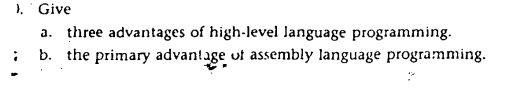 ). Give
a. three advantages of high-level language programming.
b. the primary advantage of assembly language programming.